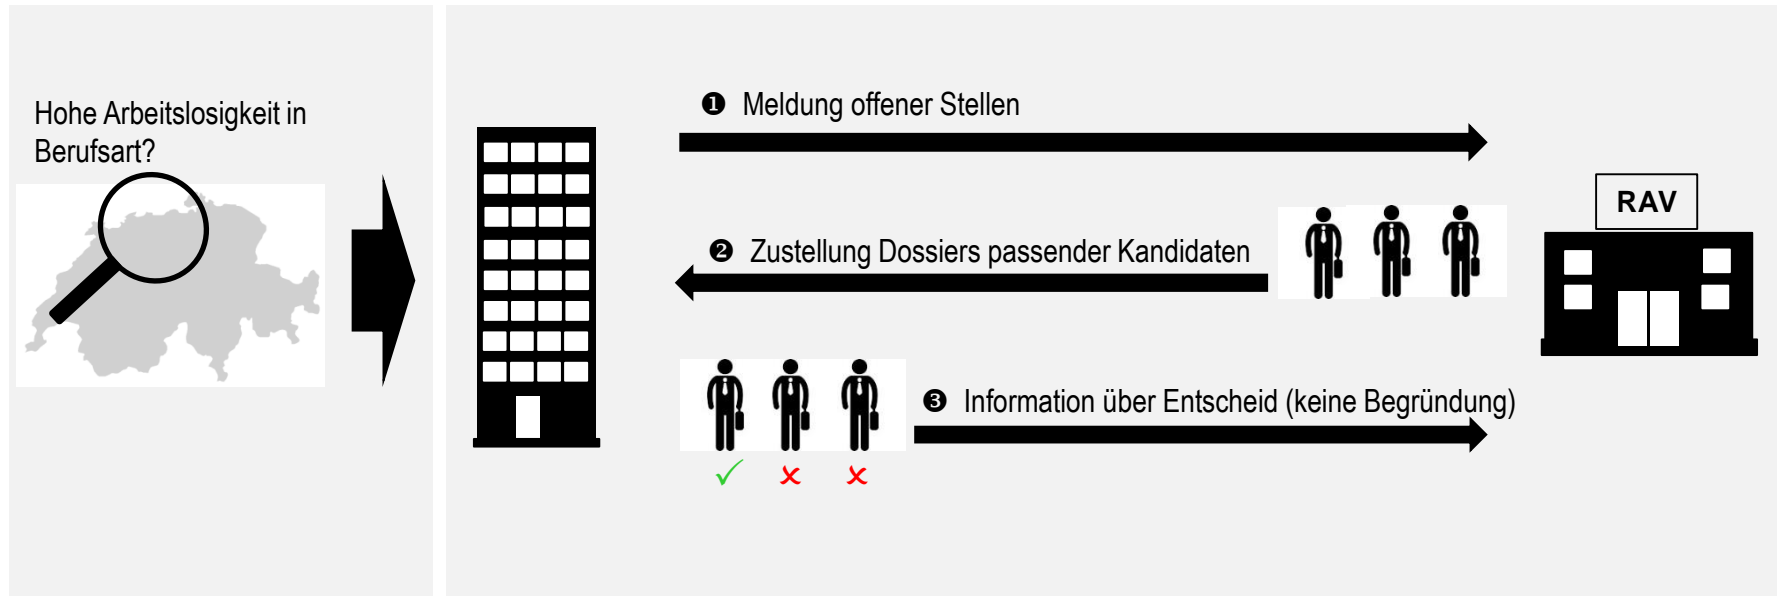 Hohe Arbeitslosigkeit in
Berufsart?
❶ Meldung offener Stellen
RAV
❷ Zustellung Dossiers passender Kandidaten
❸ Information über Entscheid (keine Begründung)